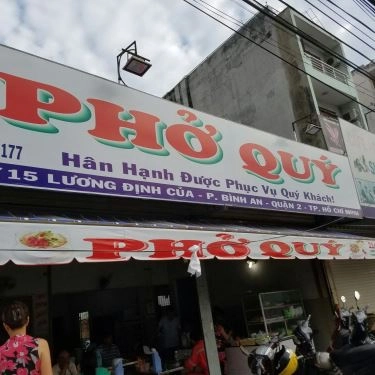 PHỞ QUÝ
177
Hân Hạnh Được Phục Vụ Quý Khách!
15 LƯƠNG ĐỊNH CỦA - P. BÌNH AN - QUẬN 2 - TP. HỒ CHÍ MINH
PHỞ QUÝ